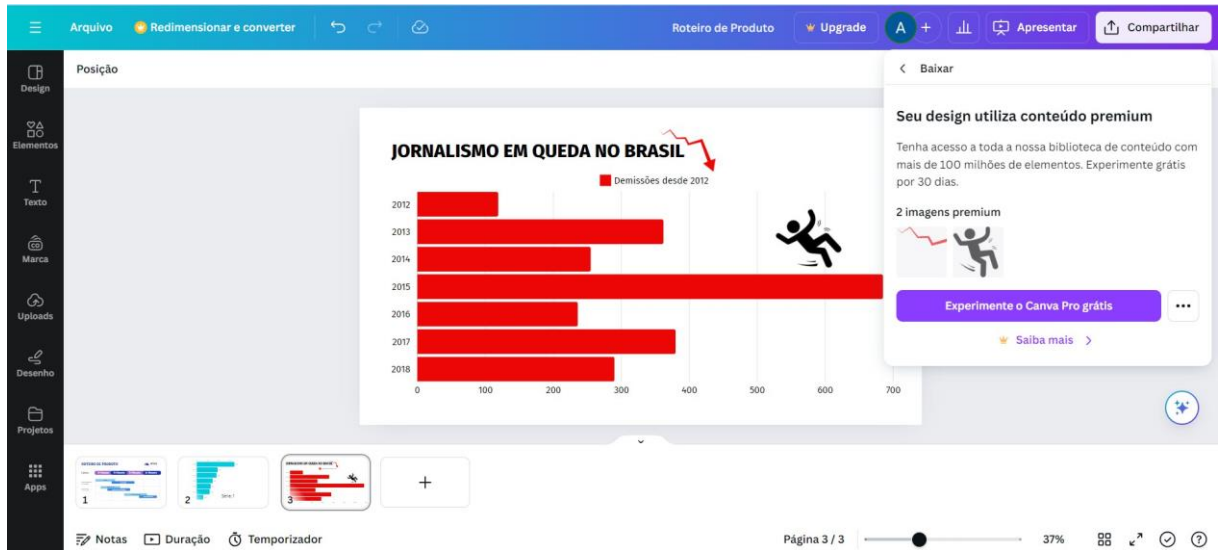 Arquivo
Redimensionar e converter
Roteiro de Produto
Upgrade
A
+
Apresentar
Compartilhar
Design
Elementos
Texto
Marca
Uploads
Desenho
Projetos
Apps
Posição
JORNALISMO EM QUEDA NO BRASIL
Demissões desde 2012
2012
2013
2014
2015
2016
2017
2018
0 100 200 300 400 500 600 700
Baixar
Seu design utiliza conteúdo premium
Tenha acesso a toda a nossa biblioteca de conteúdo com
mais de 100 milhões de elementos. Experimente grátis
por 30 dias.
2 imagens premium
Experimente o Canva Pro grátis
Saiba mais
1
2
3
Notas
Duração
Temporizador
Página 3 / 3
37%